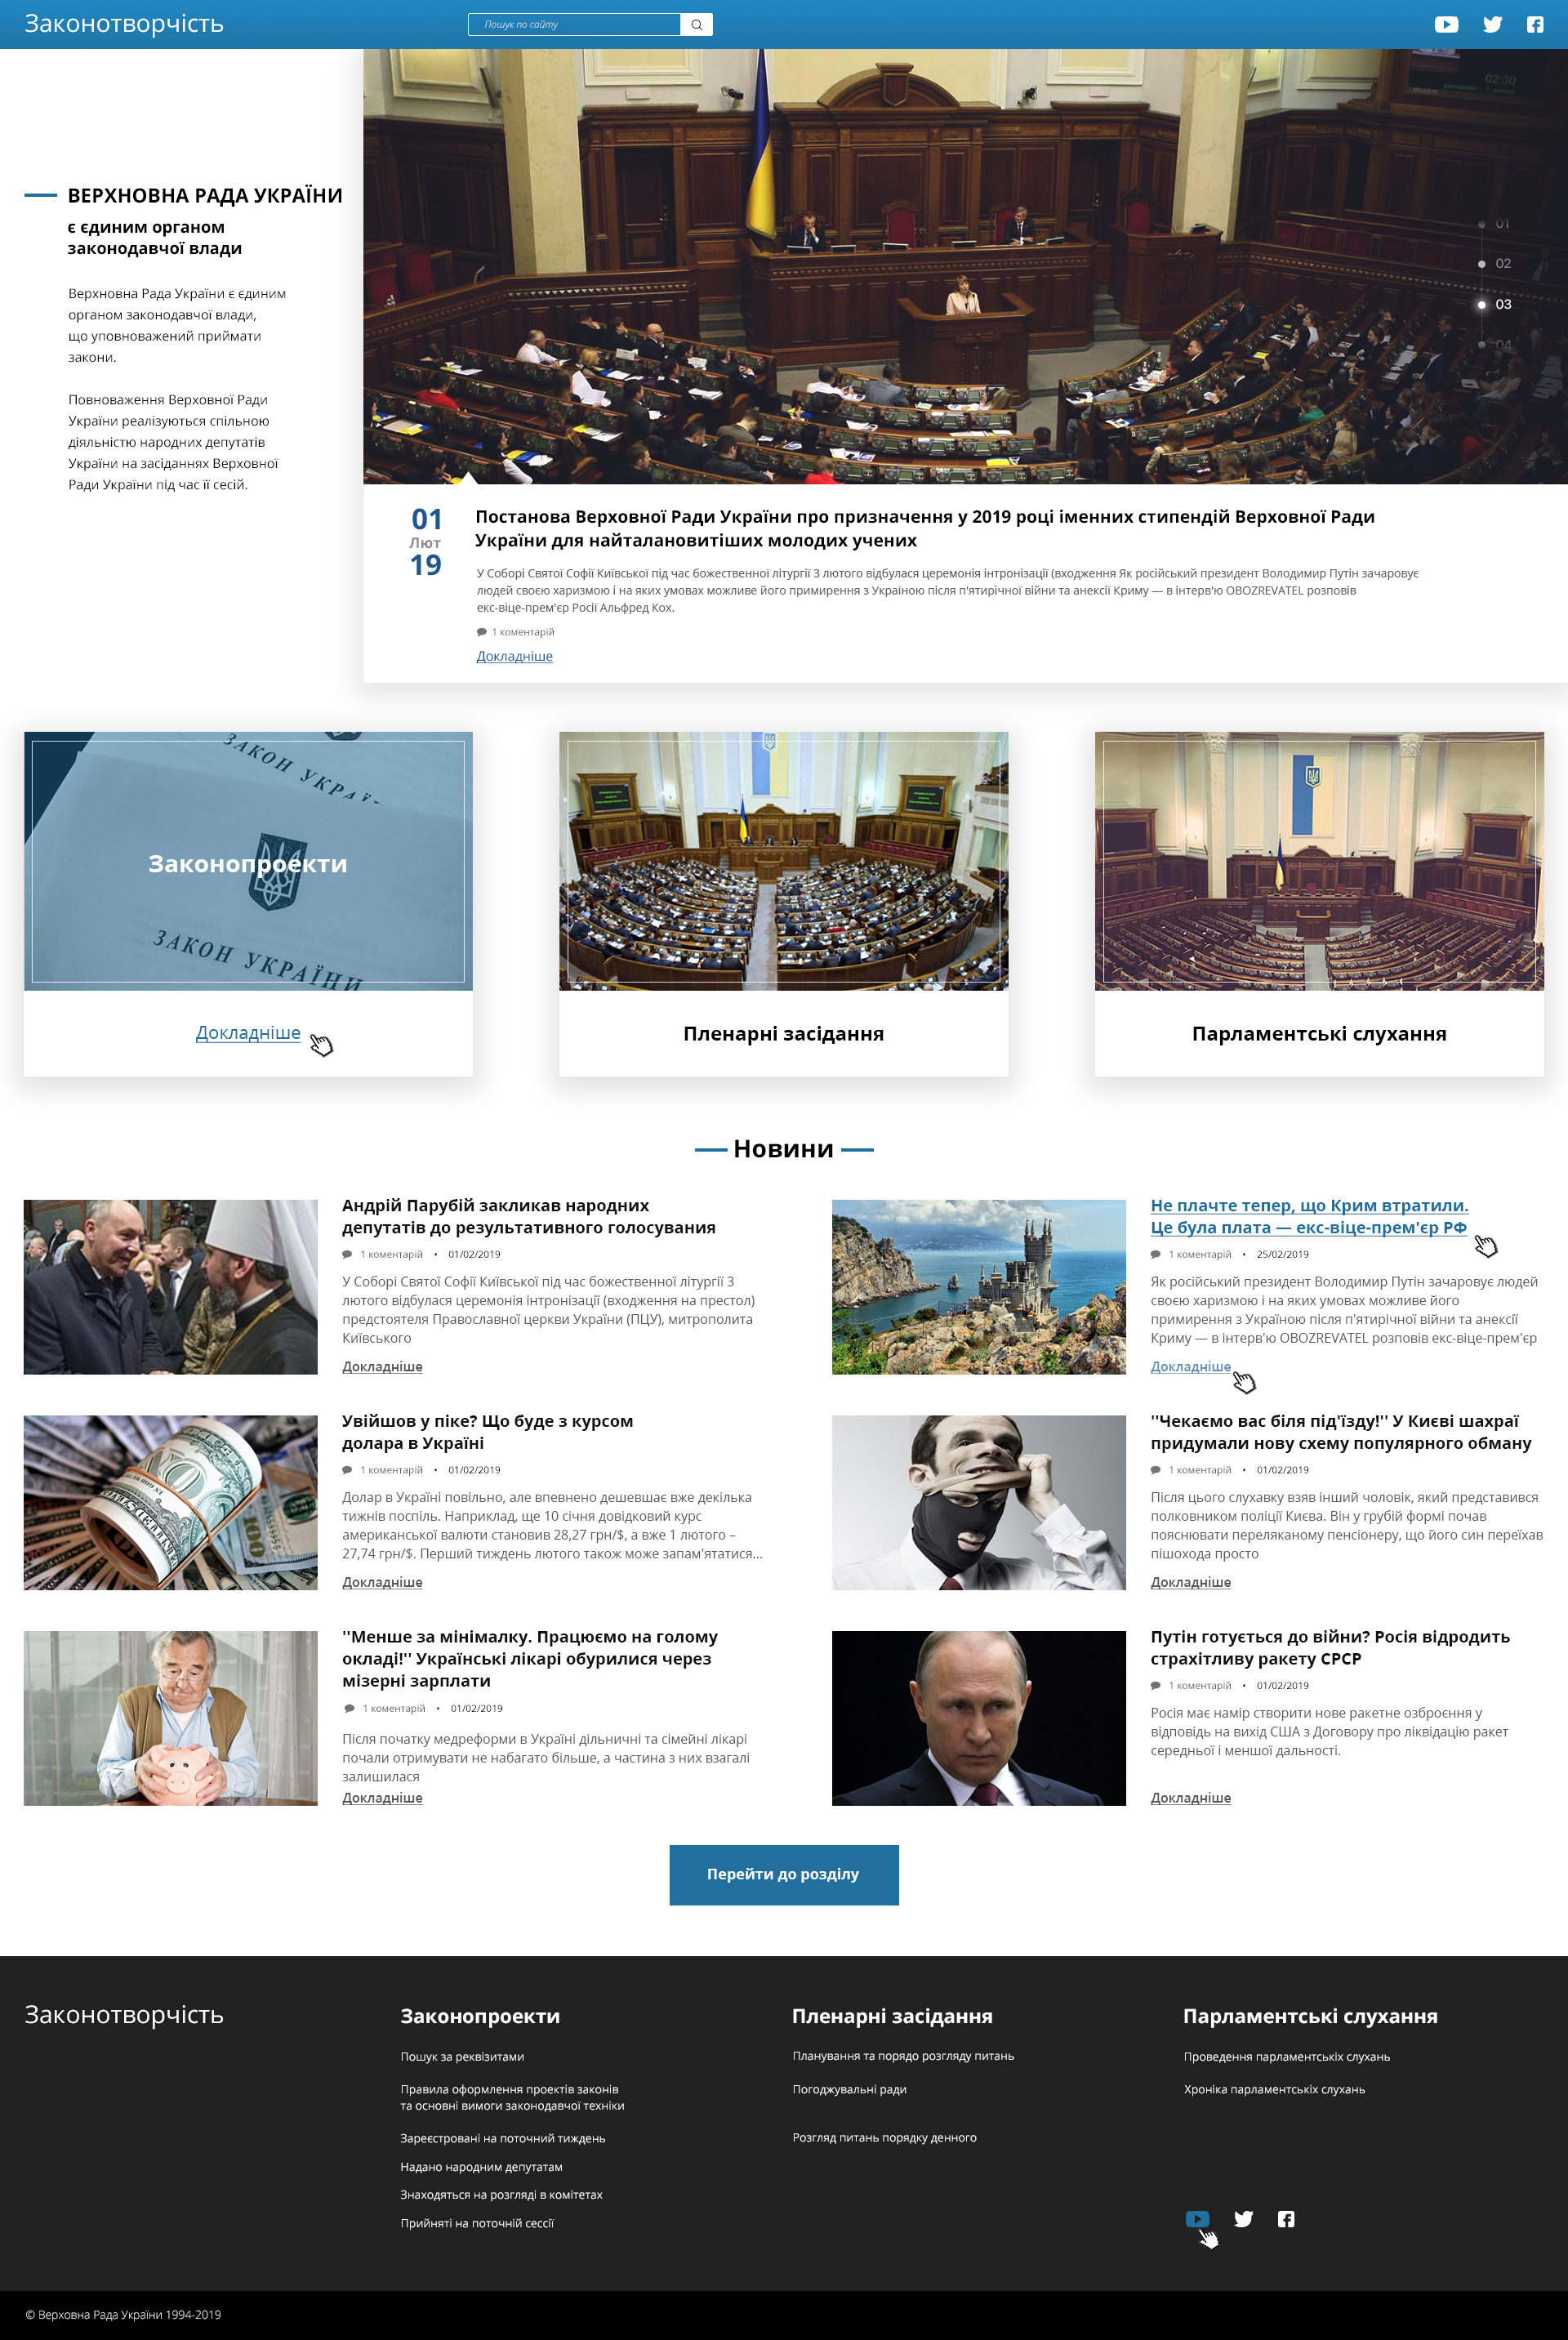 Законотворчість
Пошук по сайту
ВЕРХНОВНА РАДА УКРАЇНИ
є єдиним органом
законодавчої влади
Верхновна Рада України є єдиним
органом законодавчої влади,
що уповноважений приймати
закони.
Повноваження Верховної Ради
України реалізуються спільною
діяльністю народних депутатів
України на засіданнях Верховної
Ради України під час її сесій.
02:30
01
02
03
04
01
Лют
19
Постанова Верховної Ради України про призначення у 2019 році іменних стипендій Верховної Ради
України для найталановитіших молодих учених
У Соборі Святої Софії Київської під час божественної літургії 3 лютого відбулася церемонія інтронізації (входження Як російський президент Володимир Путін зачаровує
людей своєю харизмою і на яких умовах можливе його примирення з Україною після п'ятирічної війни та анексії Криму — в інтерв'ю OBOZREVATEL розповів
екс-віце-прем'єр Росії Альфред Кох.
1 коментарій
Докладніше
ЗАКОН УКРАЇ
Законопроекти
ЗАКОН УКРАЇНИ
Докладніше
Пленарні засідання
Парламентські слухання
Новини
Андрій Парубій закликав народних
депутатів до результативного голосування
1 коментарій • 01/02/2019
У Соборі Святої Софії Київської під час божественної літургії 3
лютого відбулася церемонія інтронізації (входження на престол)
предстоятеля Православної церкви України (ПЦУ), митрополита
Київського
Докладніше
Не плачте тепер, що Крим втратили.
Це була плата — екс-віце-прем'єр РФ
1 коментарій • 25/02/2019
Як російський президент Володимир Путін зачаровує людей
своєю харизмою і на яких умовах можливе його
примирення з Україною після п'ятирічної війни та анексії
Криму — в інтерв'ю OBOZREVATEL розповів екс-віце-прем'єр
Докладніше
Увійшов у піке? Що буде з курсом
долара в Україні
1 коментарій • 01/02/2019
Долар в Україні повільно, але впевнено дешевшає вже декілька
тижнів поспіль. Наприклад, ще 10 січня довідковий курс
американської валюти становив 28,27 грн/$, а вже 1 лютого –
27,74 грн/$. Перший тиждень лютого також може запам'ятатися...
Докладніше
''Чекаємо вас біля під'їзду!'' У Києві шахраї
придумали нову схему популярного обману
1 коментарій • 01/02/2019
Після цього слухавку взяв інший чоловік, який представився
полковником поліції Києва. Він у грубій формі почав
пояснювати переляканому пенсіонеру, що його син переїхав
пішохода просто
Докладніше
''Менше за мінімалку. Працюємо на голому
окладі!'' Українські лікарі обурилися через
мізерні зарплати
1 коментарій • 01/02/2019
Після початку медреформи в Україні дільничні та сімейні лікарі
почали отримувати не набагато більше, а частина з них взагалі
залишилася
Докладніше
Путін готується до війни? Росія відродить
страхітливу ракету СРСР
1 коментарій • 01/02/2019
Росія має намір створити нове ракетне озброєння у
відповідь на вихід США з Договору про ліквідацію ракет
середньої і меншої дальності.
Докладніше
Перейти до розділу
Законотворчість
Законопроекти
Пошук за реквізитами
Правила оформлення проектів законів
та основні вимоги законодавчої техніки
Зареєстровані на поточний тиждень
Надано народним депутатам
Знаходяться на розгляді в комітетах
Прийняті на поточній сессії
Пленарні засідання
Планування та порядо розгляду питань
Погоджувальні ради
Розгляд питань порядку денного
Парламентські слухання
Проведення парламентськіх слухань
Хроніка парламентськіх слухань
© Верховна Рада України 1994-2019